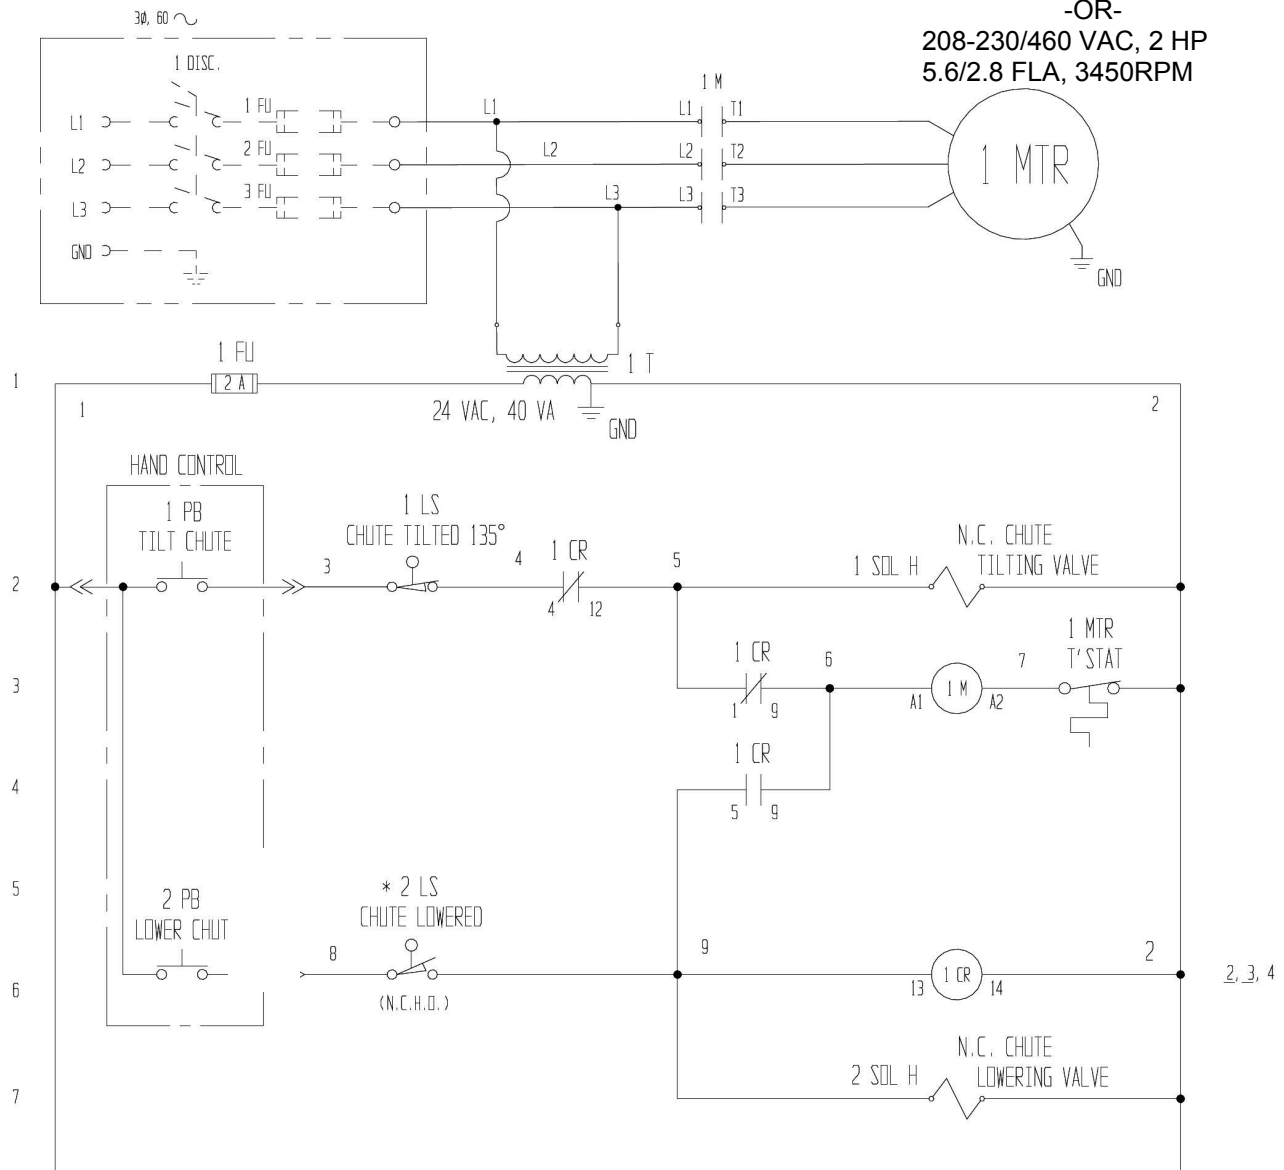 -OR-
208-230/460 VAC, 2 HP
5.6/2.8 FLA, 3450RPM
3Ø, 60
1 DISC.
1 M
L1
1 FU
L1
L1
T1
L2
2 FU
L2
L2
T2
1 MTR
L3
3 FU
L3
L3
T3
GND
GND
1 FU
1 T
1
2 A
1
24 VAC, 40 VA
GND
2
HAND CONTROL
1 PB
TILT CHUTE
1 LS
CHUTE TILTED 135°
N.C. CHUTE
TILTING VALVE
2
3
4
1 CR
4
12
5
1 SOL H
1 MTR
T'STAT
3
1 CR
1
9
6
A1
1 M
A2
7
4
1 CR
5
9
5
2 PB
LOWER CHUT
* 2 LS
CHUTE LOWERED
(N.C.H.O.)
6
8
9
13
1 CR
14
2
2, 3, 4
N.C. CHUTE
LOWERING VALVE
7
2 SOL H